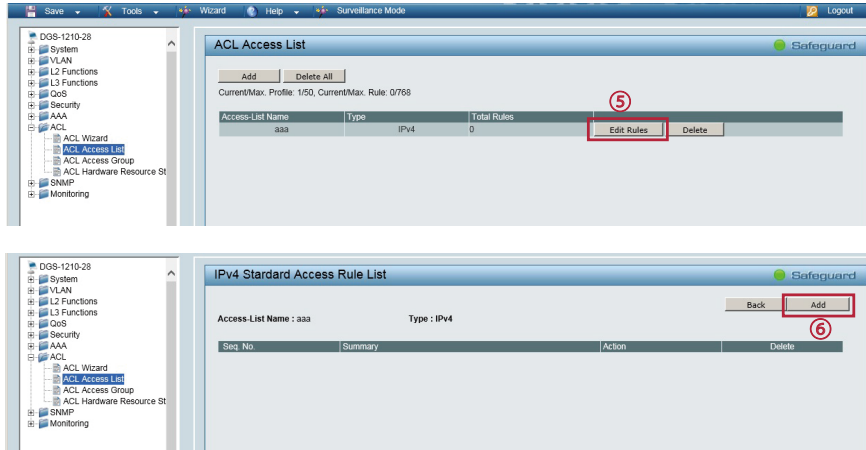 Save Tools Wizard Help Surveillance Mode Logout
DGS-1210-28
System
VLAN
L2 Functions
L3 Functions
QoS
Security
AAA
ACL
ACL Wizard
ACL Access List
ACL Access Group
ACL Hardware Resource St
SNMP
Monitoring
ACL Access List Safeguard
Add Delete All
Current/Max. Profile: 1/50, Current/Max. Rule: 0/768
⑤
Access-List Name Type Total Rules
aaa IPv4 0 Edit Rules Delete
DGS-1210-28
System
VLAN
L2 Functions
L3 Functions
QoS
Security
AAA
ACL
ACL Wizard
ACL Access List
ACL Access Group
ACL Hardware Resource St
SNMP
Monitoring
IPv4 Stardard Access Rule List Safeguard
Back Add
⑥
Access-List Name : aaa Type : IPv4
Seq. No. Summary Action Delete